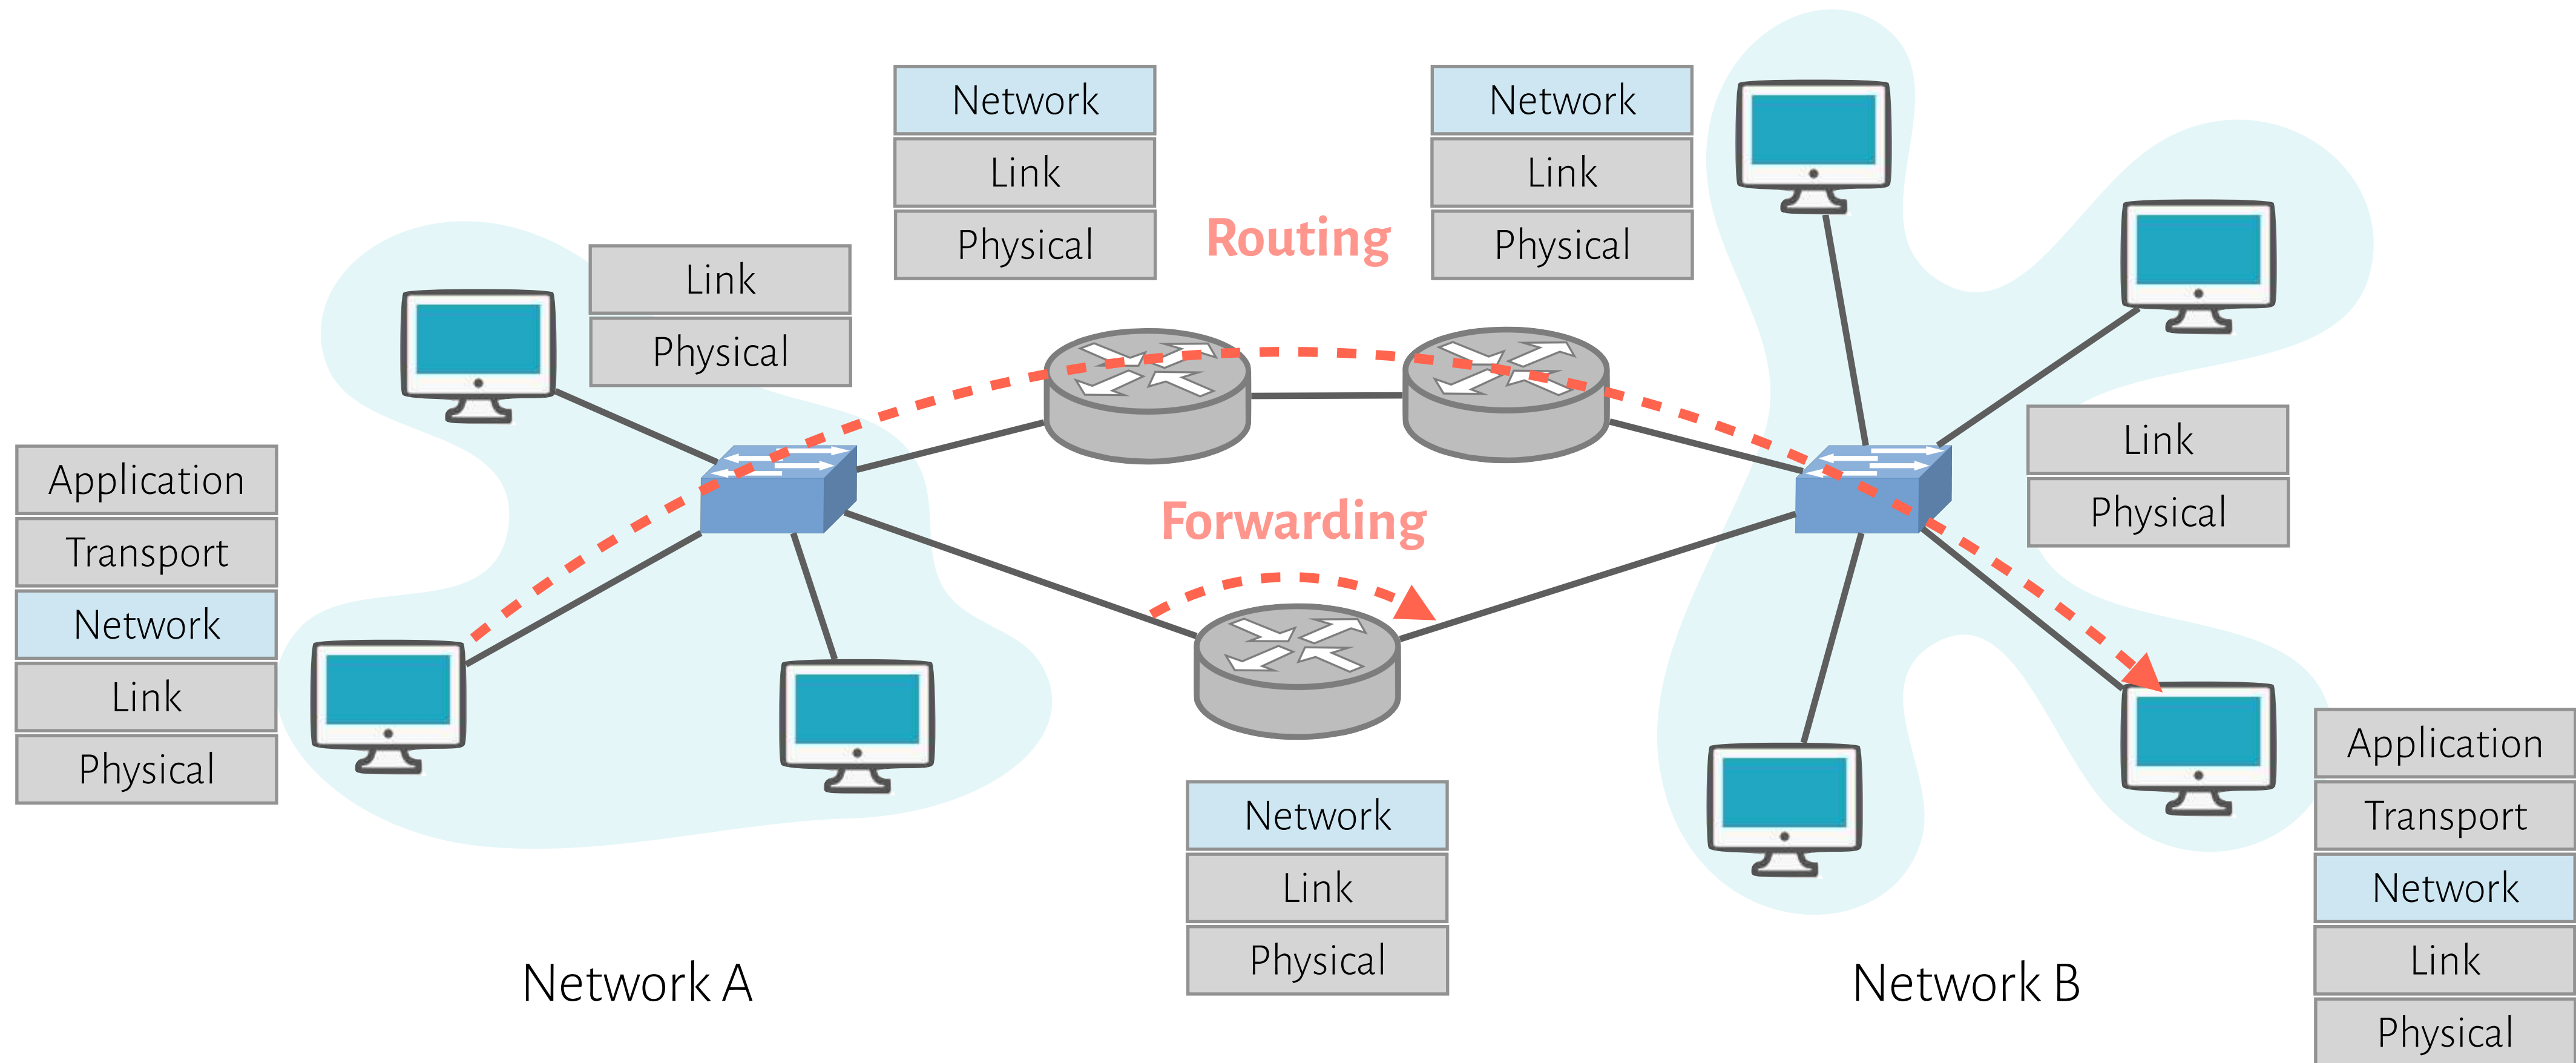 Network
Link
Physical
Network
Link
Physical
Routing
Link
Physical
Application
Transport
Network
Link
Physical
Forwarding
Link
Physical
Network
Link
Physical
Application
Transport
Network
Link
Physical
Network A
Network B